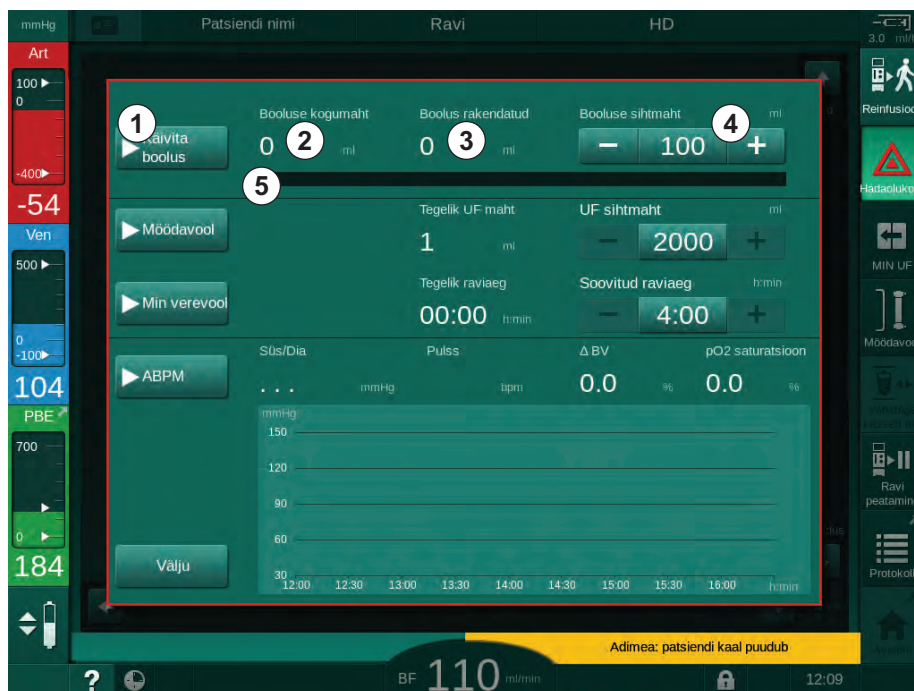 mmHg
Patsiendi nimi
Ravi
HD
3.0 ml/l
Art
100
0
-400
-54
Ven
500
0
-100
104
PBE
700
0
184
1
Käivita
boolus
Booluse kogumaht
0 2 ml
Boolus rakendatud
0 3 ml
Booluse sihtmaht
4 ml
− 100 +
5
Möödavool
Tegelik UF maht
1 ml
UF sihtmaht ml
− 2000 +
Min verevool
Tegelik raviaeg
00:00 h:min
Soovitud raviaeg h:min
− 4:00 +
ABPM
Süs/Dia
. . . mmHg
Pulss
bpm
Δ BV
0.0 %
pO2 saturatsioon
0.0 %
mmHg
150
120
90
60
30
12:00 12:30 13:00 13:30 14:00 14:30 15:00 15:30 16:00 h:min
Välju
Reinfusioo
Hädaoluko
MIN UF
Möödavoo
Ravi
peatamin
Protokoll
Adimea: patsiendi kaal puudub
?
BF 110 ml/min
12:09